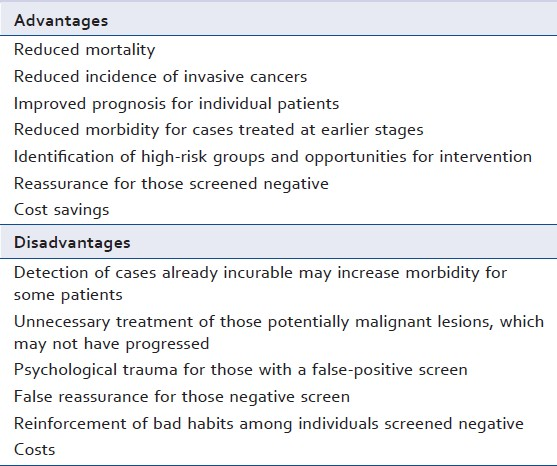 Advantages
Reduced mortality
Reduced incidence of invasive cancers
Improved prognosis for individual patients
Reduced morbidity for cases treated at earlier stages
Identification of high-risk groups and opportunities for intervention
Reassurance for those screened negative
Cost savings
Disadvantages
Detection of cases already incurable may increase morbidity for
some patients
Unnecessary treatment of those potentially malignant lesions, which
may not have progressed
Psychological trauma for those with a false-positive screen
False reassurance for those negative screen
Reinforcement of bad habits among individuals screened negative
Costs